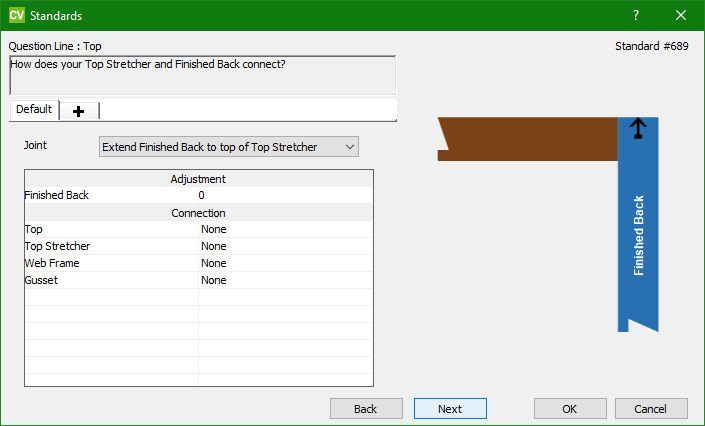 CV Standards ? ×
Question Line : Top Standard #689
How does your Top Stretcher and Finished Back connect?
Default +
Joint Extend Finished Back to top of Top Stretcher
Adjustment
Finished Back 0
Connection
Top None
Top Stretcher None
Web Frame None
Gusset None
Finished Back
Back Next OK Cancel